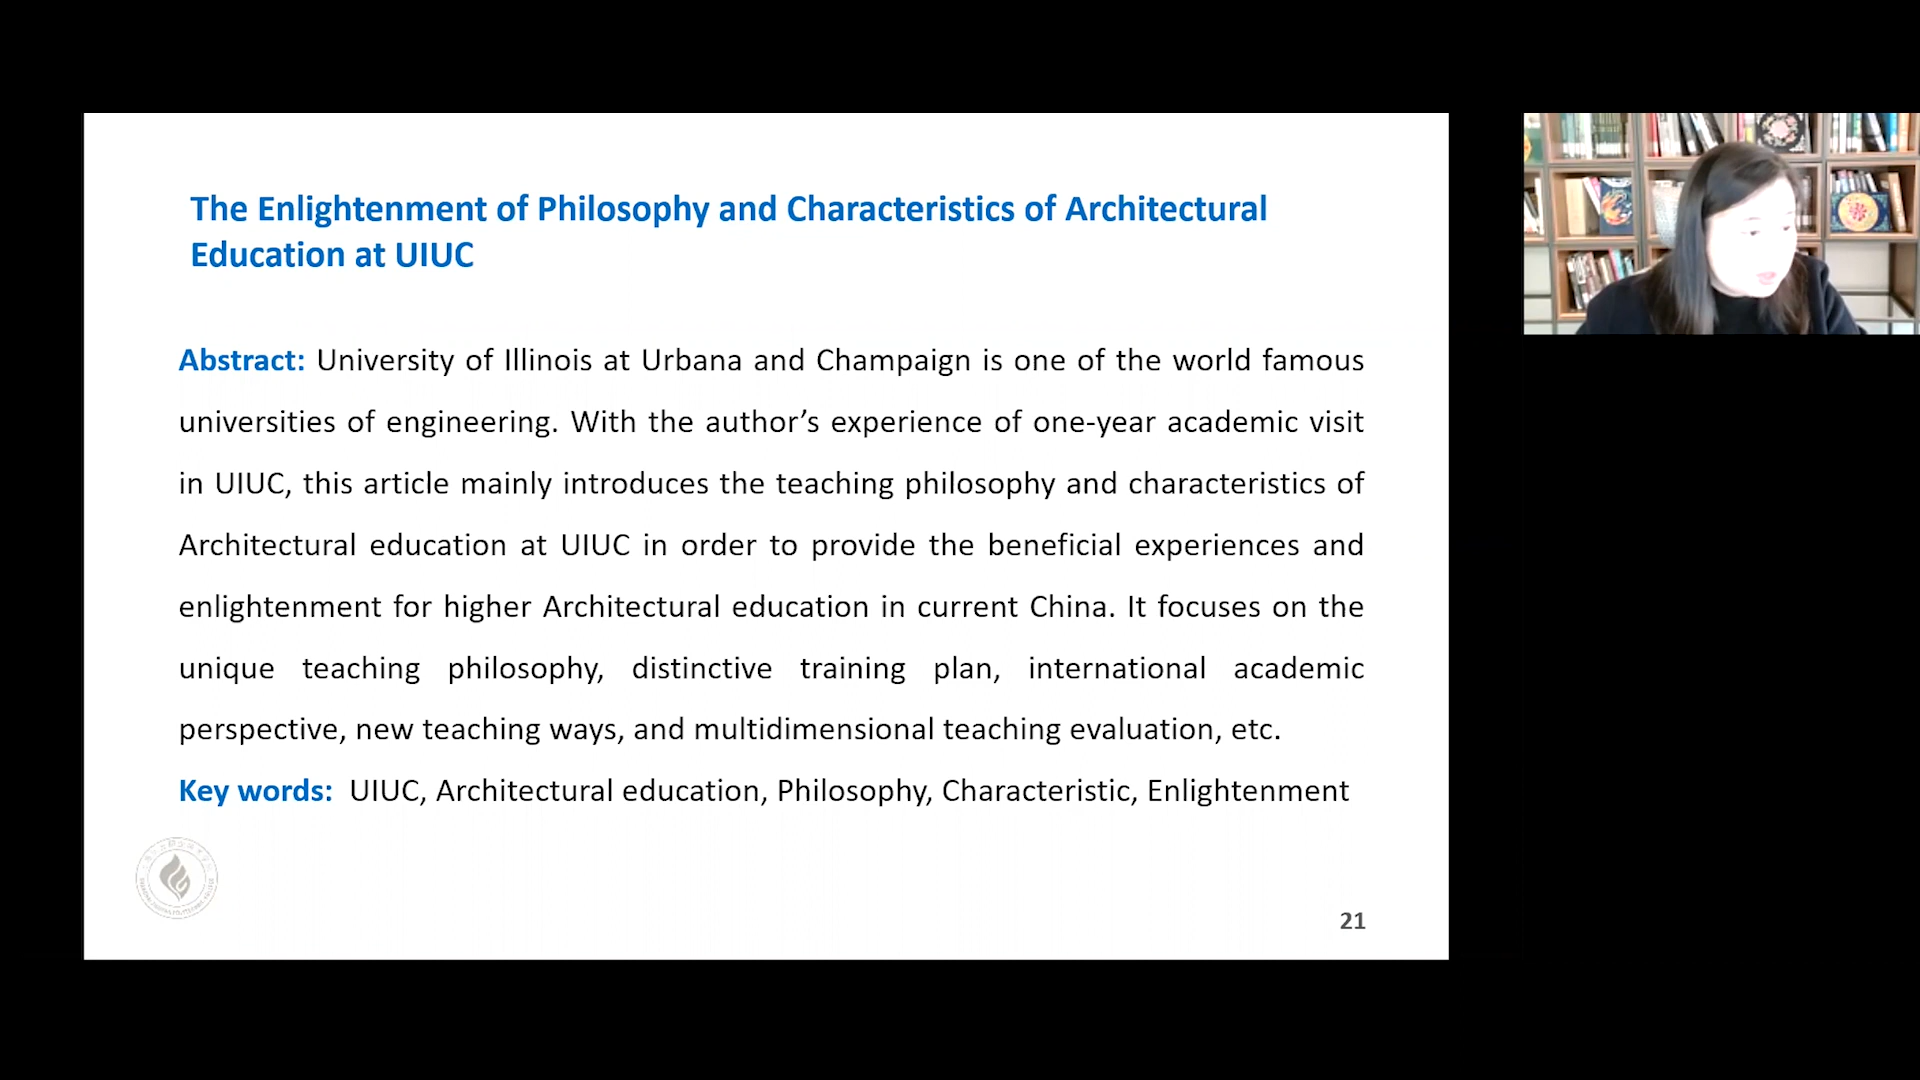 The Enlightenment of Philosophy and Characteristics of Architectural
Education at UIUC
Abstract: University of Illinois at Urbana and Champaign is one of the world famous
universities of engineering. With the author’s experience of one-year academic visit
in UIUC, this article mainly introduces the teaching philosophy and characteristics of
Architectural education at UIUC in order to provide the beneficial experiences and
enlightenment for higher Architectural education in current China. It focuses on the
unique teaching philosophy, distinctive training plan, international academic
perspective, new teaching ways, and multidimensional teaching evaluation, etc.
Key words: UIUC, Architectural education, Philosophy, Characteristic, Enlightenment
21